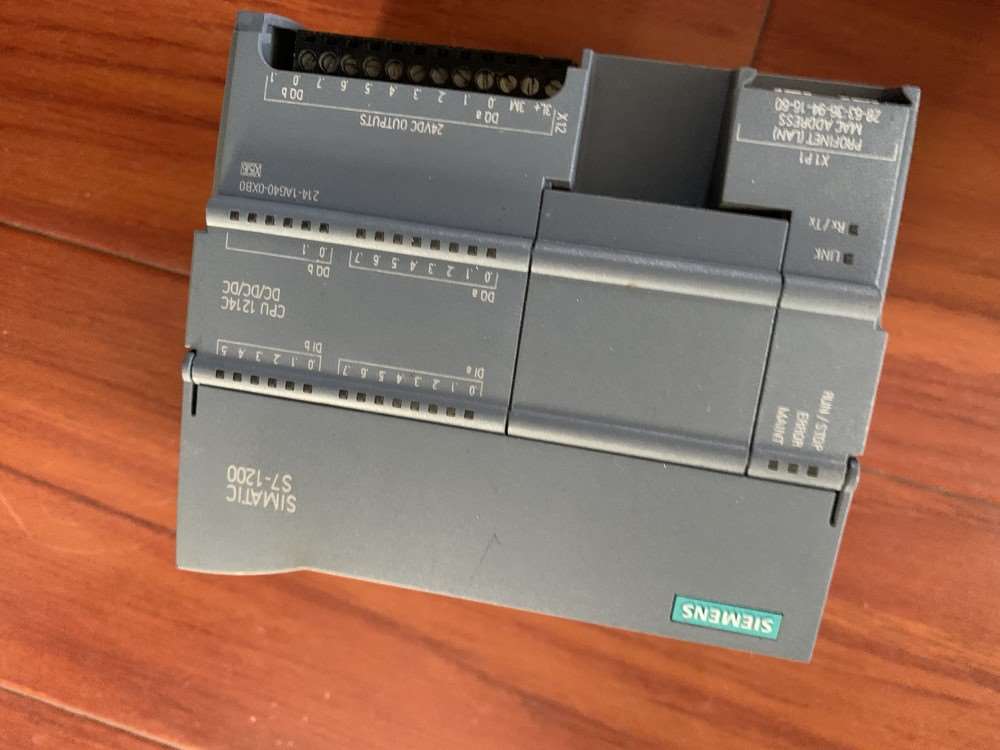 SIEMENS
SIMATIC
S7-1200
RUN / STOP
ERROR
MAINT
DI a
.0 .1 .2 .3 .4 .5 .6 .7
DI b
.0 .1 .2 .3 .4 .5
CPU 1214C
DC/DC/DC
DQ a
.0 .1 .2 .3 .4 .5 .6 .7
DQ b
.0 .1
LINK
Rx / Tx
214-1AG40-0XB0
X1 P1
PROFINET (LAN)
MAC ADDRESS
28-63-36-94-16-60
24VDC OUTPUTS
X12
DQ a
DQ b
3L+ 3M .0 .1 .2 .3 .4 .5 .6 .7 .0 .1